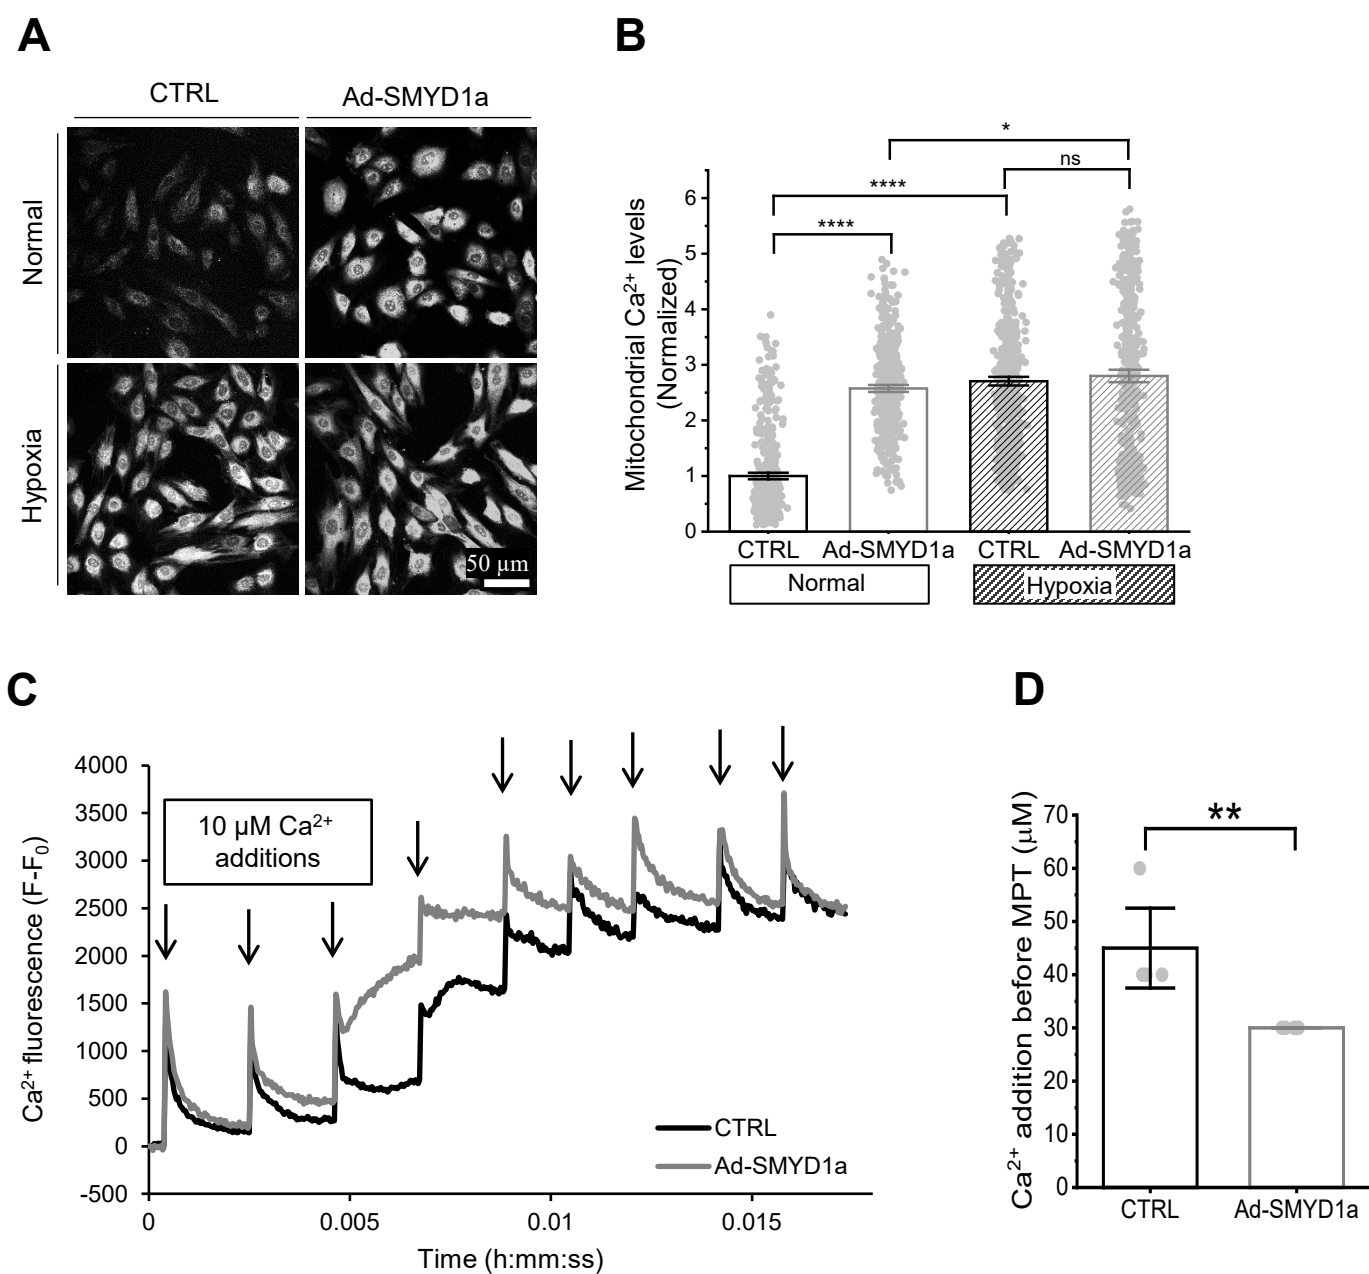 A
CTRL
Ad-SMYD1a
Normal
Hypoxia
50 µm
B
Mitochondrial Ca²⁺ levels
(Normalized)
6
5
4
3
2
1
0
*
ns
****
****
CTRL
Ad-SMYD1a
CTRL
Ad-SMYD1a
Normal
Hypoxia
C
Ca²⁺ fluorescence (F-F₀)
4000
3500
3000
2500
2000
1500
1000
500
0
-500
10 µM Ca²⁺
additions
CTRL
Ad-SMYD1a
0
0.005
0.01
0.015
Time (h:mm:ss)
D
Ca²⁺ addition before MPT (µM)
70
60
50
40
30
20
10
0
**
CTRL
Ad-SMYD1a